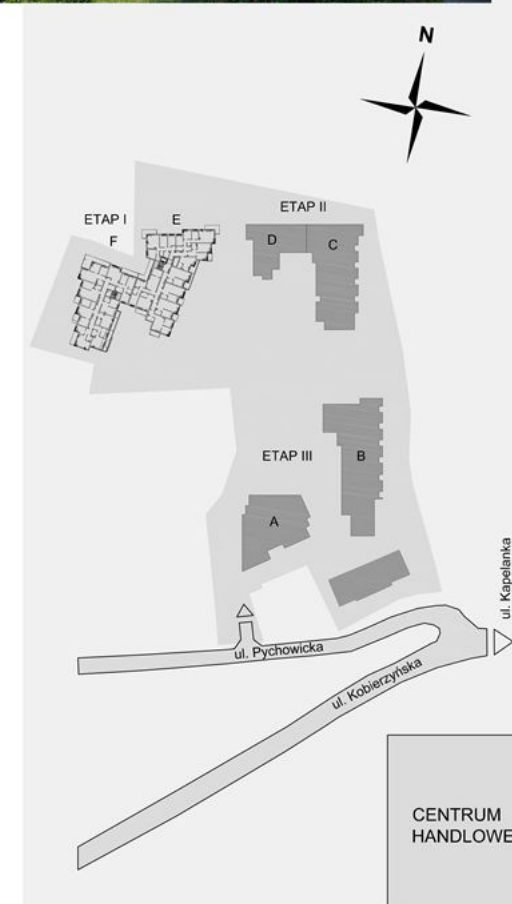 N
ETAP II
ETAP I
E
F
D
C
ETAP III
B
A
ul. Kapelanka
ul. Pychowicka
ul. Kobierzyńska
CENTRUM
HANDLOWE